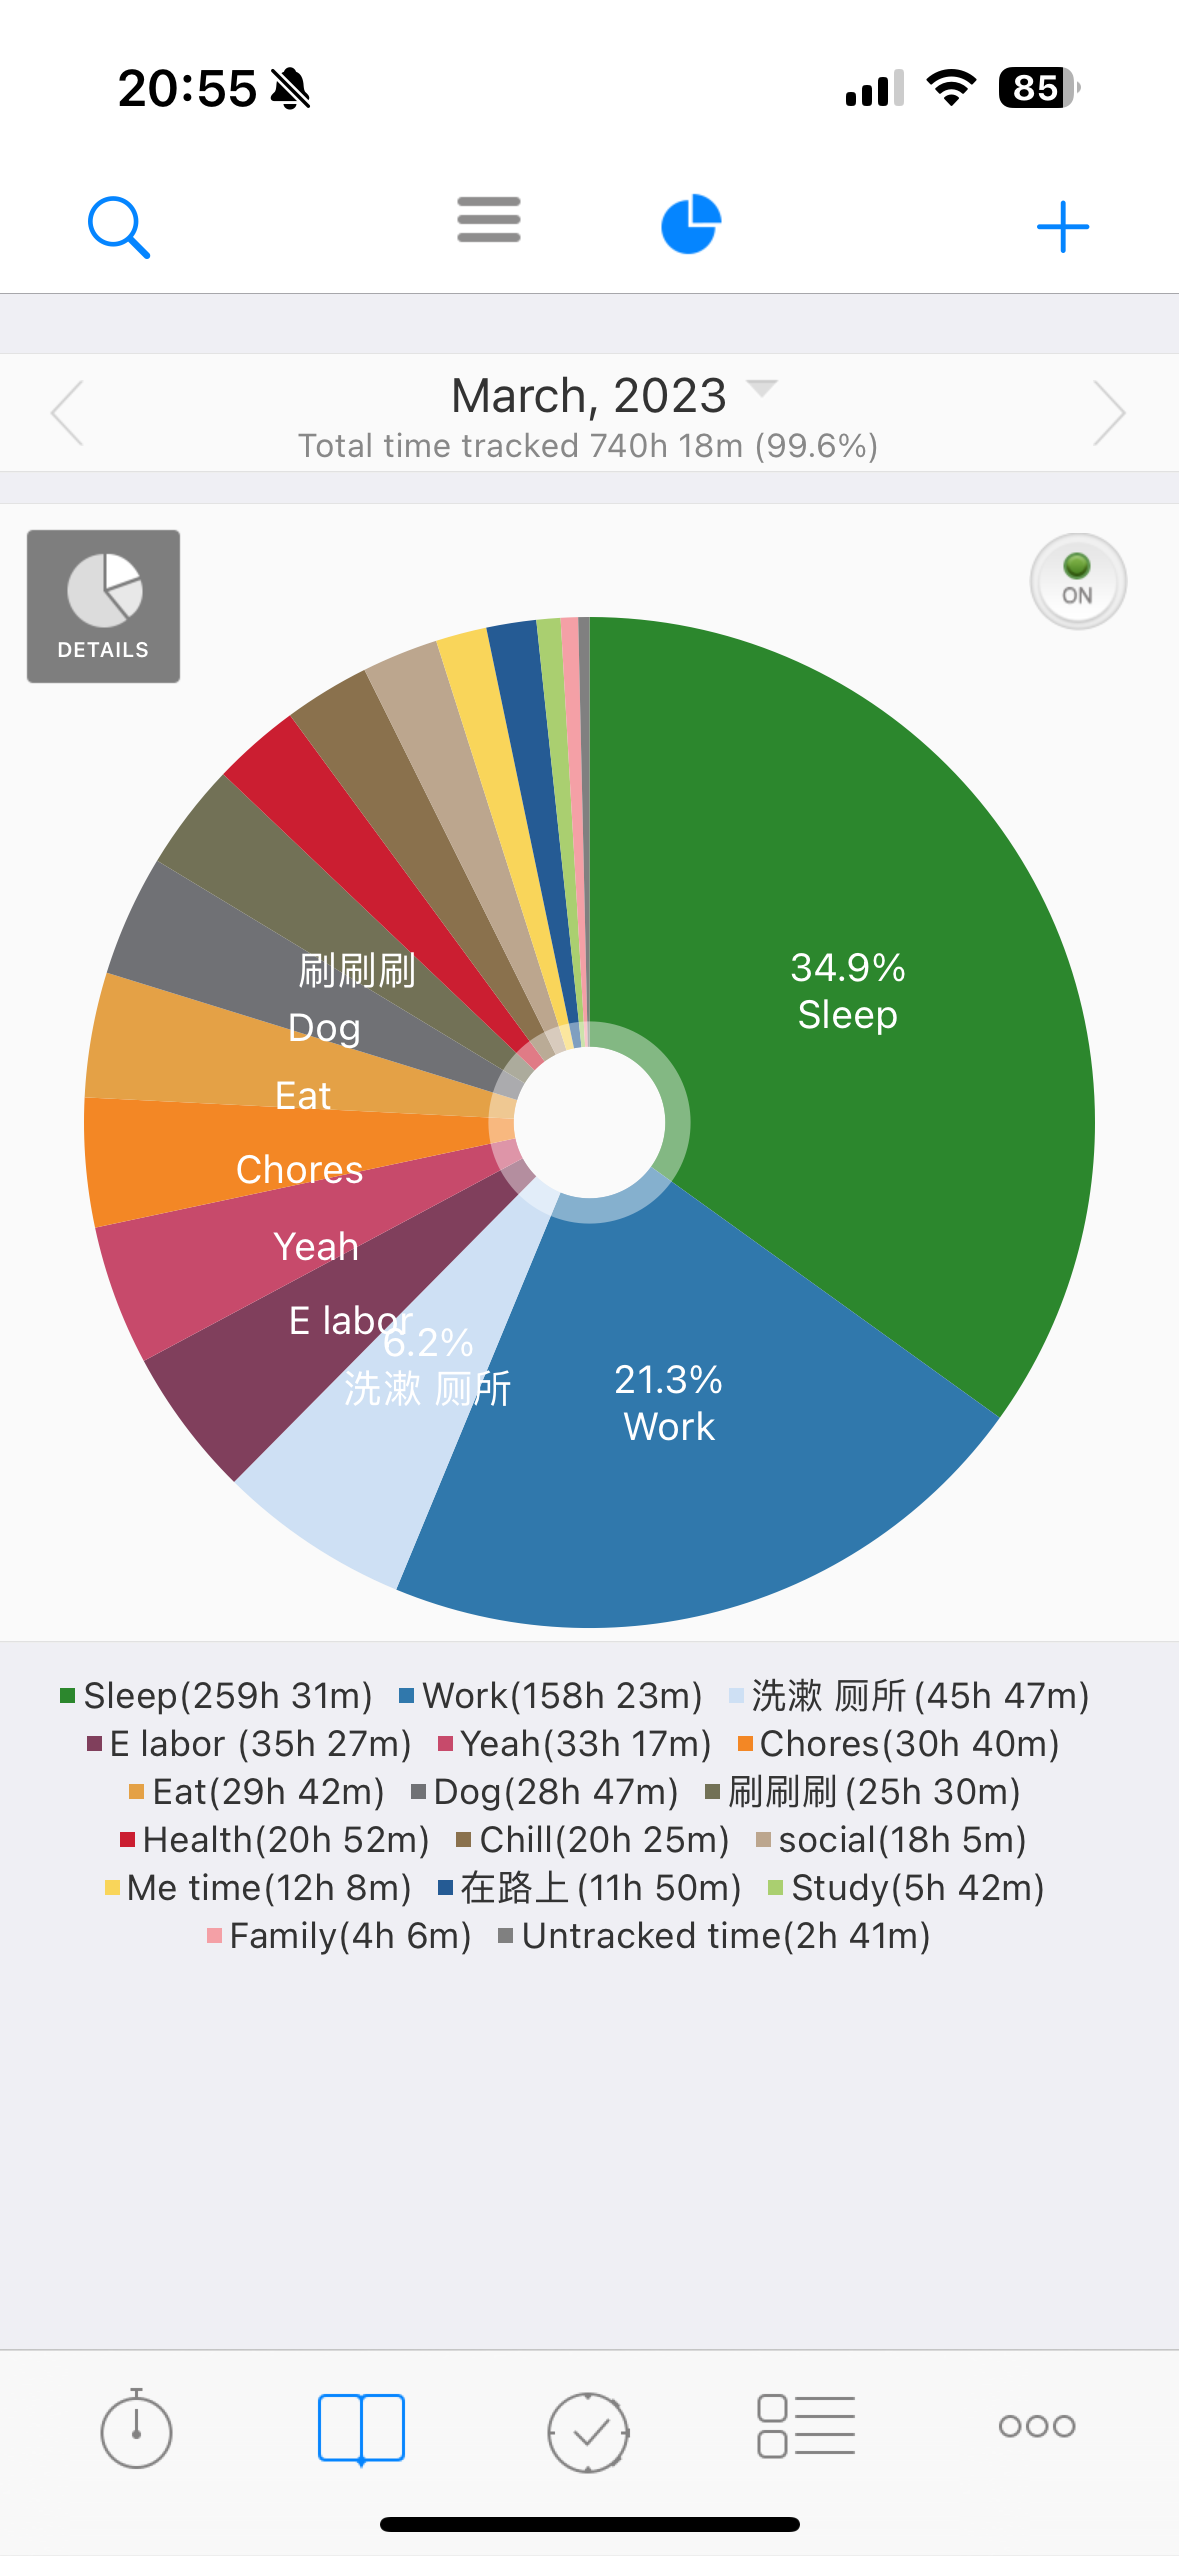 20:55
85
March, 2023
Total time tracked 740h 18m (99.6%)
DETAILS
ON
34.9%
Sleep
刷刷刷
Dog
Eat
Chores
Yeah
E labor
6.2%
洗漱 厕所
21.3%
Work
Sleep(259h 31m) Work(158h 23m) 洗漱 厕所(45h 47m)
E labor (35h 27m) Yeah(33h 17m) Chores(30h 40m)
Eat(29h 42m) Dog(28h 47m) 刷刷刷(25h 30m)
Health(20h 52m) Chill(20h 25m) social(18h 5m)
Me time(12h 8m) 在路上(11h 50m) Study(5h 42m)
Family(4h 6m) Untracked time(2h 41m)